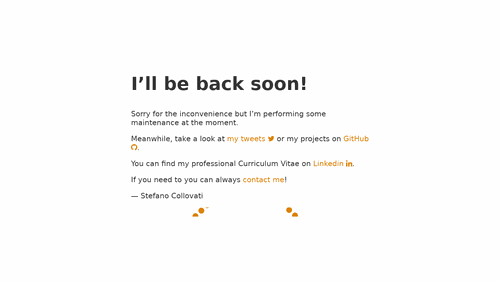 I’ll be back soon!
Sorry for the inconvenience but I’m performing some
maintenance at the moment.
Meanwhile, take a look at my tweets or my projects on GitHub
.
You can find my professional Curriculum Vitae on Linkedin .
If you need to you can always contact me!
— Stefano Collovati